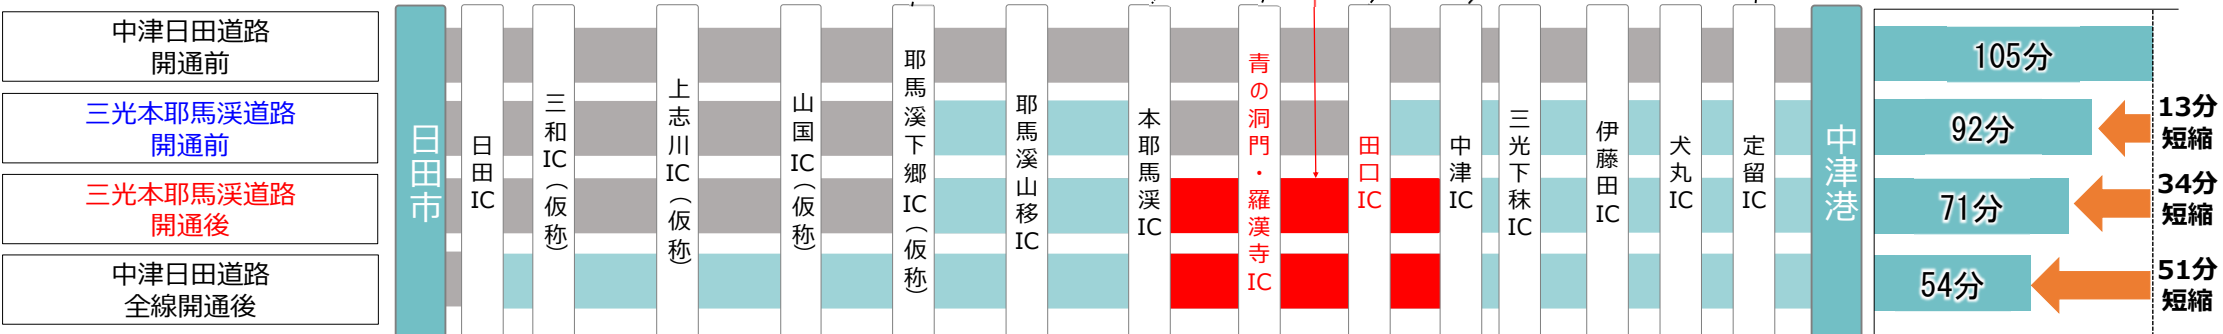 中津日田道路
開通前
三光本耶馬渓道路
開通前
三光本耶馬渓道路
開通後
中津日田道路
全線開通後
日田市
日田IC
三和IC（仮称）
上志川IC（仮称）
山国IC（仮称）
耶馬溪下郷IC（仮称）
耶馬溪山移IC
本耶馬渓IC
青の洞門・羅漢寺IC
田口IC
中津IC
三光下秣IC
伊藤田IC
犬丸IC
定留IC
中津港
105分
92分
13分
短縮
71分
34分
短縮
54分
51分
短縮